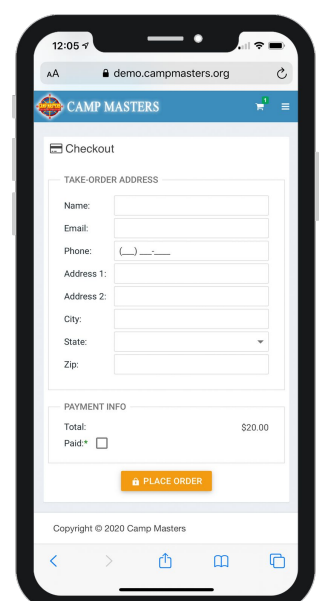 12:05
AA demo.campmasters.org
CAMP MASTERS 1
Checkout
TAKE-ORDER ADDRESS
Name:
Email:
Phone: (___) ___-____
Address 1:
Address 2:
City:
State:
Zip:
PAYMENT INFO
Total: $20.00
Paid:*
PLACE ORDER
Copyright © 2020 Camp Masters